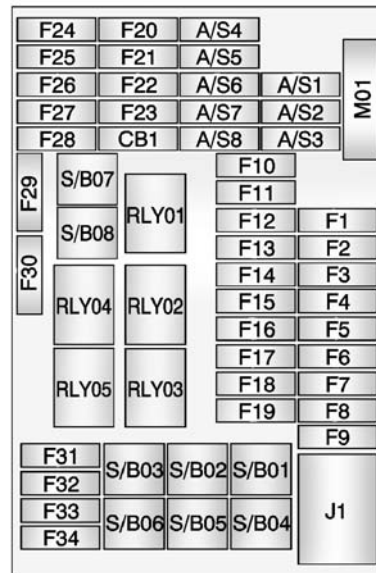 F24 F20 A/S4
F25 F21 A/S5
F26 F22 A/S6 A/S1
F27 F23 A/S7 A/S2
F28 CB1 A/S8 A/S3
M01
F29
F30
S/B07
S/B08
RLY01
RLY04 RLY02
RLY05 RLY03
F10
F11
F12 F1
F13 F2
F14 F3
F15 F4
F16 F5
F17 F6
F18 F7
F19 F8
F9
F31
F32
F33
F34
S/B03 S/B02 S/B01
S/B06 S/B05 S/B04
J1